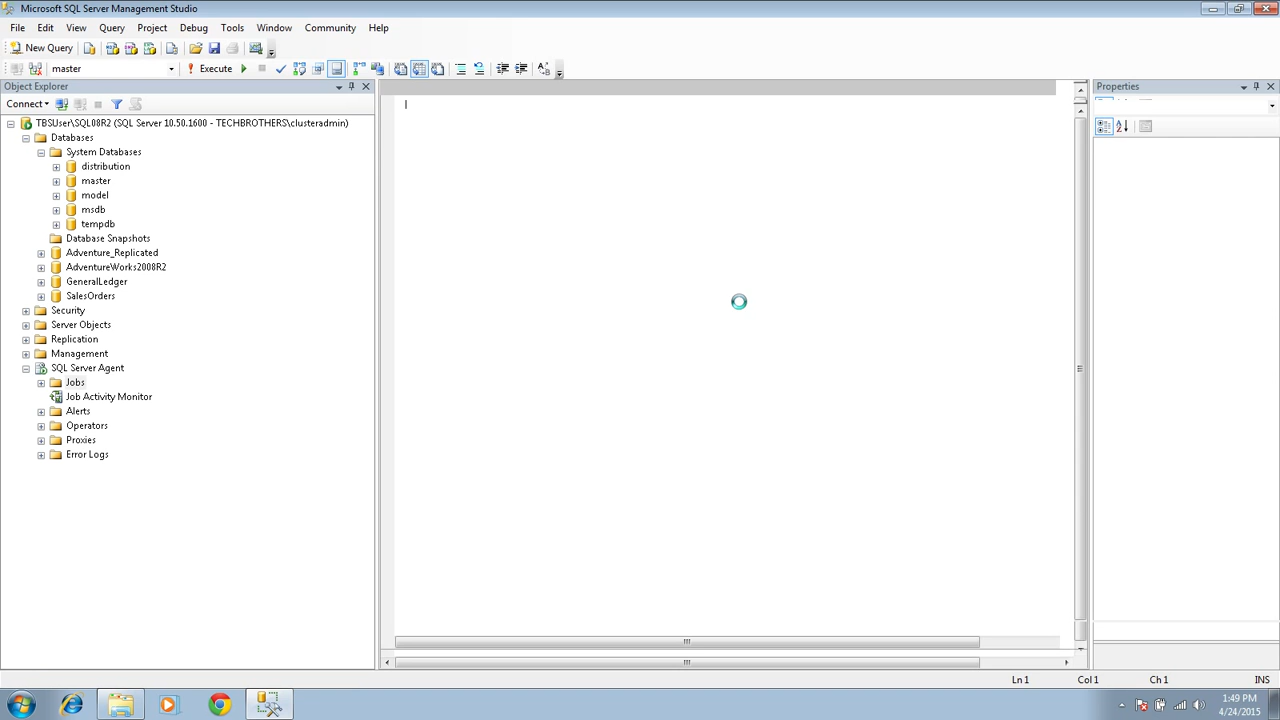 Microsoft SQL Server Management Studio
File Edit View Query Project Debug Tools Window Community Help
New Query
master Execute
Object Explorer
Properties
Connect
TBSUser\SQL08R2 (SQL Server 10.50.1600 - TECHBROTHERS\clusteradmin)
Databases
System Databases
distribution
master
model
msdb
tempdb
Database Snapshots
Adventure_Replicated
AdventureWorks2008R2
GeneralLedger
SalesOrders
Security
Server Objects
Replication
Management
SQL Server Agent
Jobs
Job Activity Monitor
Alerts
Operators
Proxies
Error Logs
Ln 1 Col 1 Ch 1 INS
1:49 PM
4/24/2015